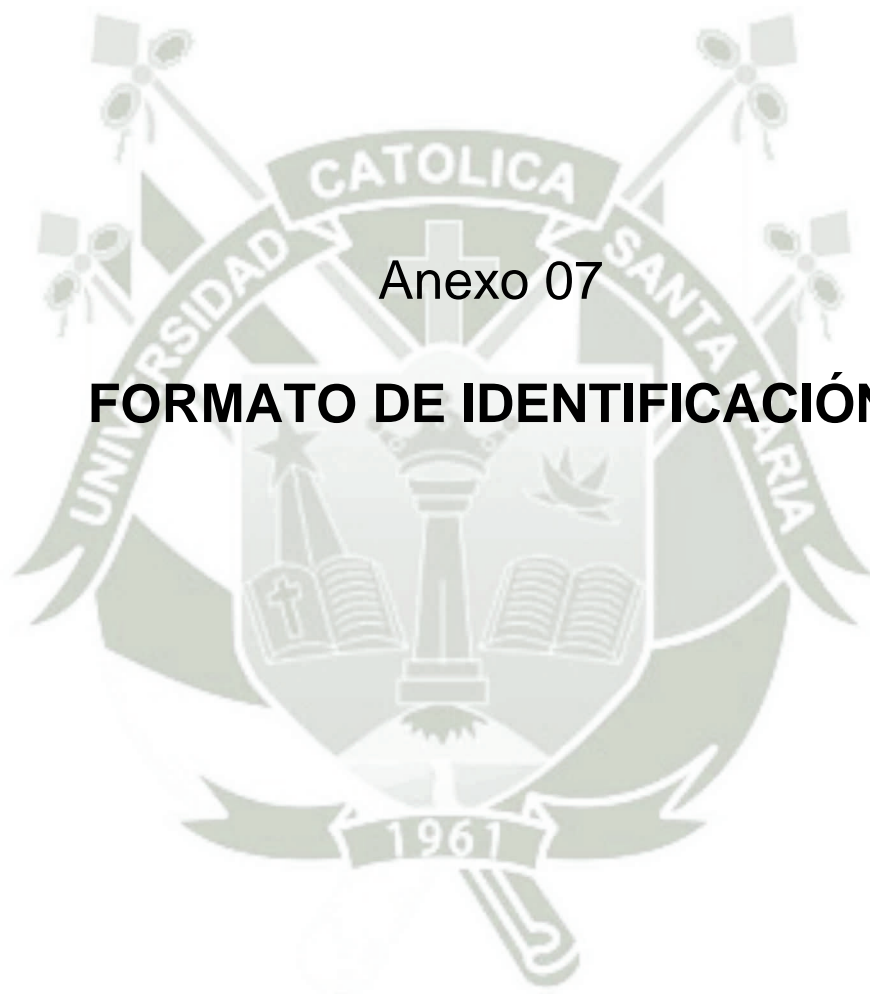 CATOLICA
UNIVERSIDAD
SANTA MARIA
Anexo 07
FORMATO DE IDENTIFICACIÓN
1961